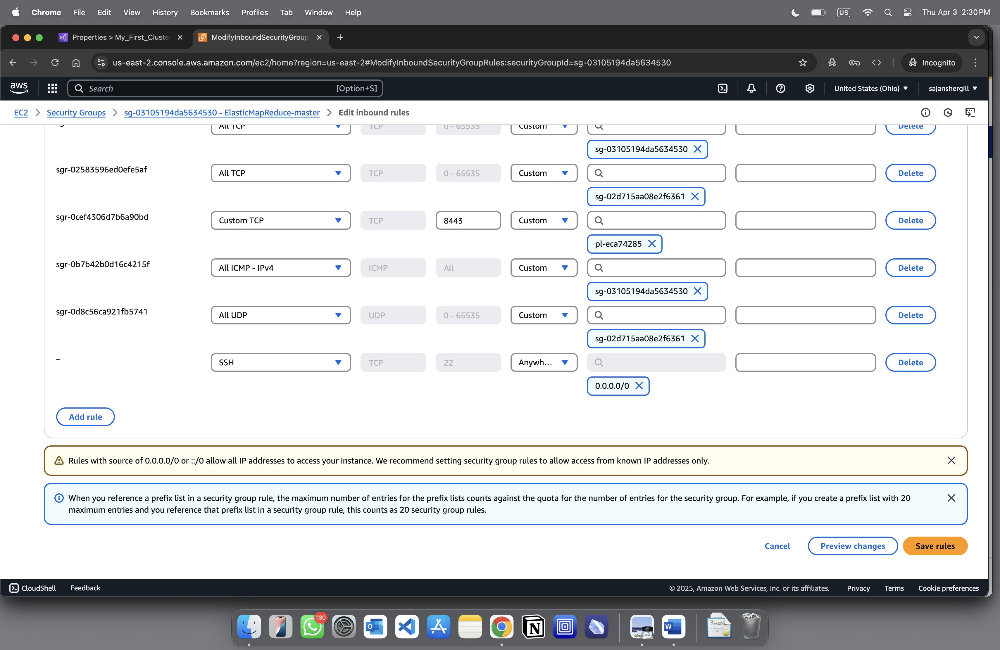 Chrome File Edit View History Bookmarks Profiles Tab Window Help US Thu Apr 3 2:30 PM
Properties > My_First_Cluste ModifyInboundSecurityGroup
us-east-2.console.aws.amazon.com/ec2/home?region=us-east-2#ModifyInboundSecurityGroupRules:securityGroupId=sg-03105194da5634530 Incognito
aws Search [Option+S] United States (Ohio) sajanshergill
EC2 > Security Groups > sg-03105194da5634530 - ElasticMapReduce-master > Edit inbound rules
All TCP TCP 0 - 65535 Custom Delete
sg-03105194da5634530
sgr-02583596ed0efe5af All TCP TCP 0 - 65535 Custom Delete
sg-02d715aa08e2f6361
sgr-0cef4306d7b6a90bd Custom TCP TCP 8443 Custom Delete
pl-eca74285
sgr-0b7b42b0d16c4215f All ICMP - IPv4 ICMP All Custom Delete
sg-03105194da5634530
sgr-0d8c56ca921fb5741 All UDP UDP 0 - 65535 Custom Delete
sg-02d715aa08e2f6361
– SSH TCP 22 Anywh... Delete
0.0.0.0/0
Add rule
Rules with source of 0.0.0.0/0 or ::/0 allow all IP addresses to access your instance. We recommend setting security group rules to allow access from known IP addresses only.
When you reference a prefix list in a security group rule, the maximum number of entries for the prefix lists counts against the quota for the number of entries for the security group. For example, if you create a prefix list with 20
maximum entries and you reference that prefix list in a security group rule, this counts as 20 security group rules.
Cancel Preview changes Save rules
CloudShell Feedback © 2025, Amazon Web Services, Inc. or its affiliates. Privacy Terms Cookie preferences
130